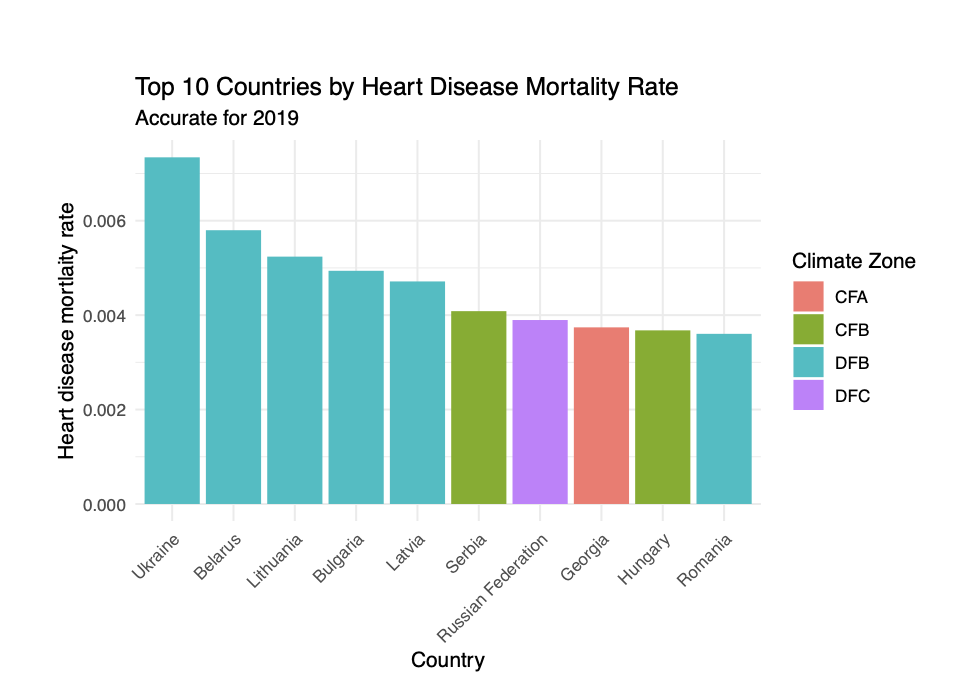 Top 10 Countries by Heart Disease Mortality Rate
Accurate for 2019
Heart disease mortlaity rate
0.006
0.004
0.002
0.000
Ukraine
Belarus
Lithuania
Bulgaria
Latvia
Serbia
Russian Federation
Georgia
Hungary
Romania
Country
Climate Zone
CFA
CFB
DFB
DFC